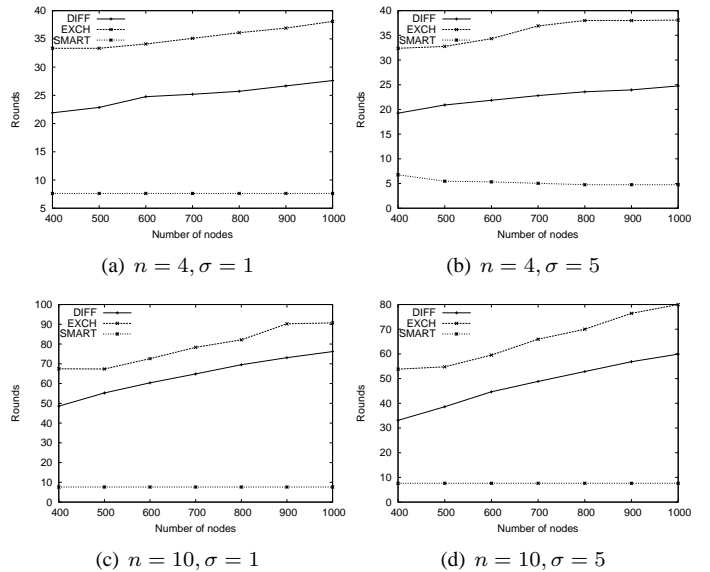 40
35
30
25
20
15
10
5
Rounds
DIFF
EXCH
SMART
400 500 600 700 800 900 1000
Number of nodes
(a) n = 4, σ = 1
40
35
30
25
20
15
10
5
0
Rounds
DIFF
EXCH
SMART
400 500 600 700 800 900 1000
Number of nodes
(b) n = 4, σ = 5
100
90
80
70
60
50
40
30
20
10
0
Rounds
DIFF
EXCH
SMART
400 500 600 700 800 900 1000
Number of nodes
(c) n = 10, σ = 1
80
70
60
50
40
30
20
10
0
Rounds
DIFF
EXCH
SMART
400 500 600 700 800 900 1000
Number of nodes
(d) n = 10, σ = 5